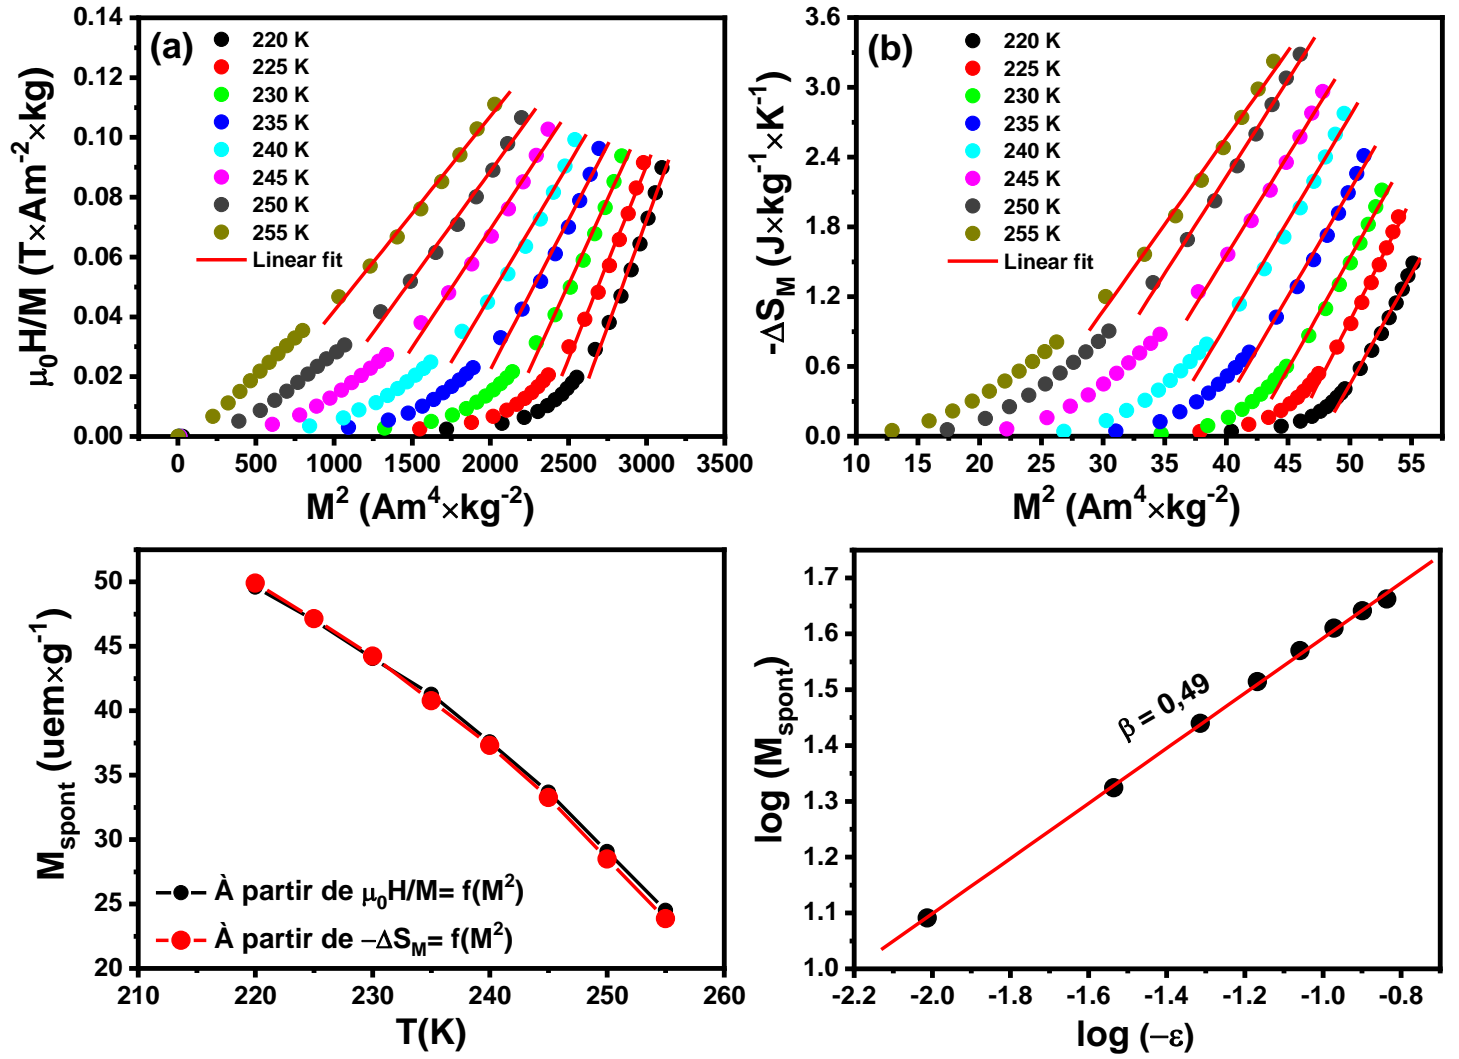 (a)
220 K
225 K
230 K
235 K
240 K
245 K
250 K
255 K
Linear fit
0.14
0.12
0.10
0.08
0.06
0.04
0.02
0.00
μ₀H/M (T×Am⁻²×kg)
0 500 1000 1500 2000 2500 3000 3500
M² (Am⁴×kg⁻²)
(b)
220 K
225 K
230 K
235 K
240 K
245 K
250 K
255 K
Linear fit
3.6
3.0
2.4
1.8
1.2
0.6
0.0
-ΔS_M (J×kg⁻¹×K⁻¹)
10 15 20 25 30 35 40 45 50 55
M² (Am⁴×kg⁻²)
50
45
40
35
30
25
20
M_spont (uem×g⁻¹)
À partir de μ₀H/M= f(M²)
À partir de −ΔS_M= f(M²)
210 220 230 240 250 260
T(K)
1.7
1.6
1.5
1.4
1.3
1.2
1.1
1.0
log (M_spont)
β = 0,49
-2.2 -2.0 -1.8 -1.6 -1.4 -1.2 -1.0 -0.8
log (−ε)